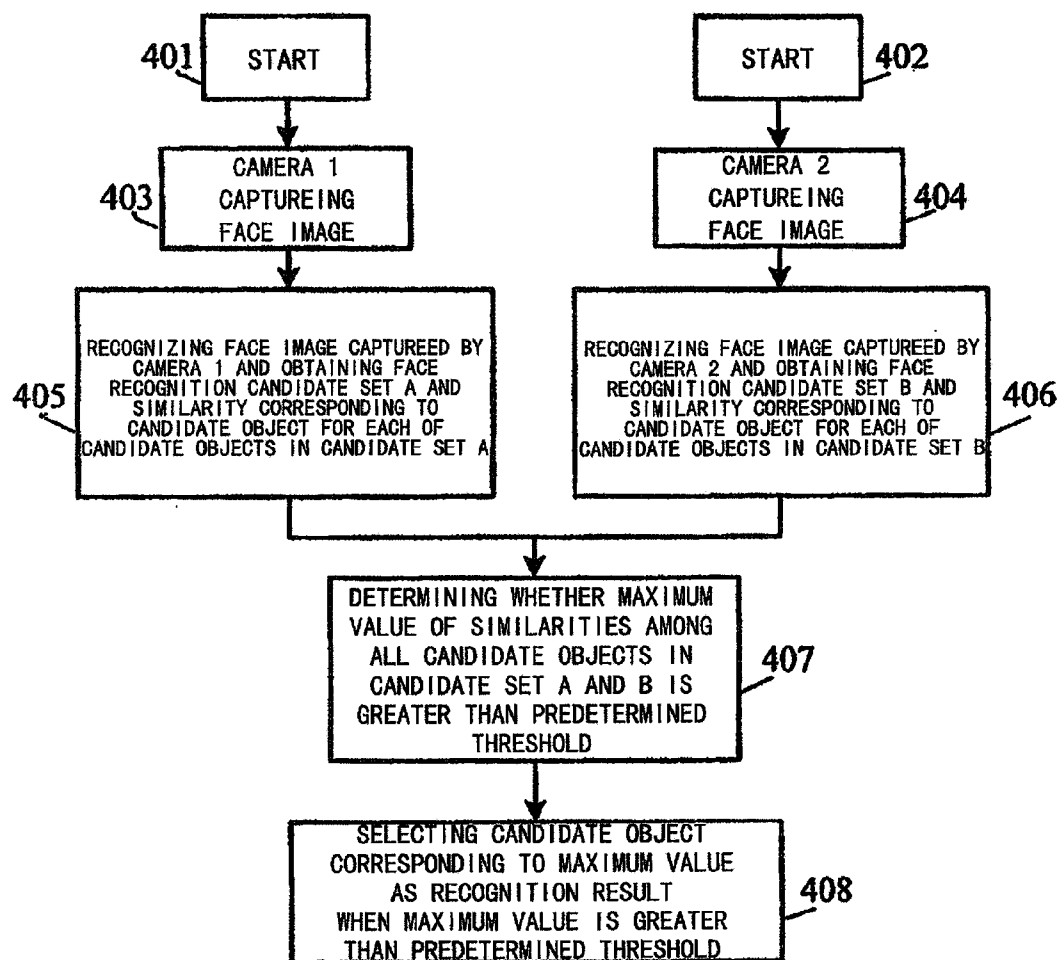 401
START
START
402
CAMERA 1
CAPTUREING
FACE IMAGE
403
CAMERA 2
CAPTUREING
FACE IMAGE
404
RECOGNIZING FACE IMAGE CAPTUREED BY
CAMERA 1 AND OBTAINING FACE
RECOGNITION CANDIDATE SET A AND
SIMILARITY CORRESPONDING TO
CANDIDATE OBJECT FOR EACH OF
CANDIDATE OBJECTS IN CANDIDATE SET A
405
RECOGNIZING FACE IMAGE CAPTUREED BY
CAMERA 2 AND OBTAINING FACE
RECOGNITION CANDIDATE SET B AND
SIMILARITY CORRESPONDING TO
CANDIDATE OBJECT FOR EACH OF
CANDIDATE OBJECTS IN CANDIDATE SET B
406
DETERMINING WHETHER MAXIMUM
VALUE OF SIMILARITIES AMONG
ALL CANDIDATE OBJECTS IN
CANDIDATE SET A AND B IS
GREATER THAN PREDETERMINED
THRESHOLD
407
SELECTING CANDIDATE OBJECT
CORRESPONDING TO MAXIMUM VALUE
AS RECOGNITION RESULT
WHEN MAXIMUM VALUE IS GREATER
THAN PREDETERMINED THRESHOLD
408